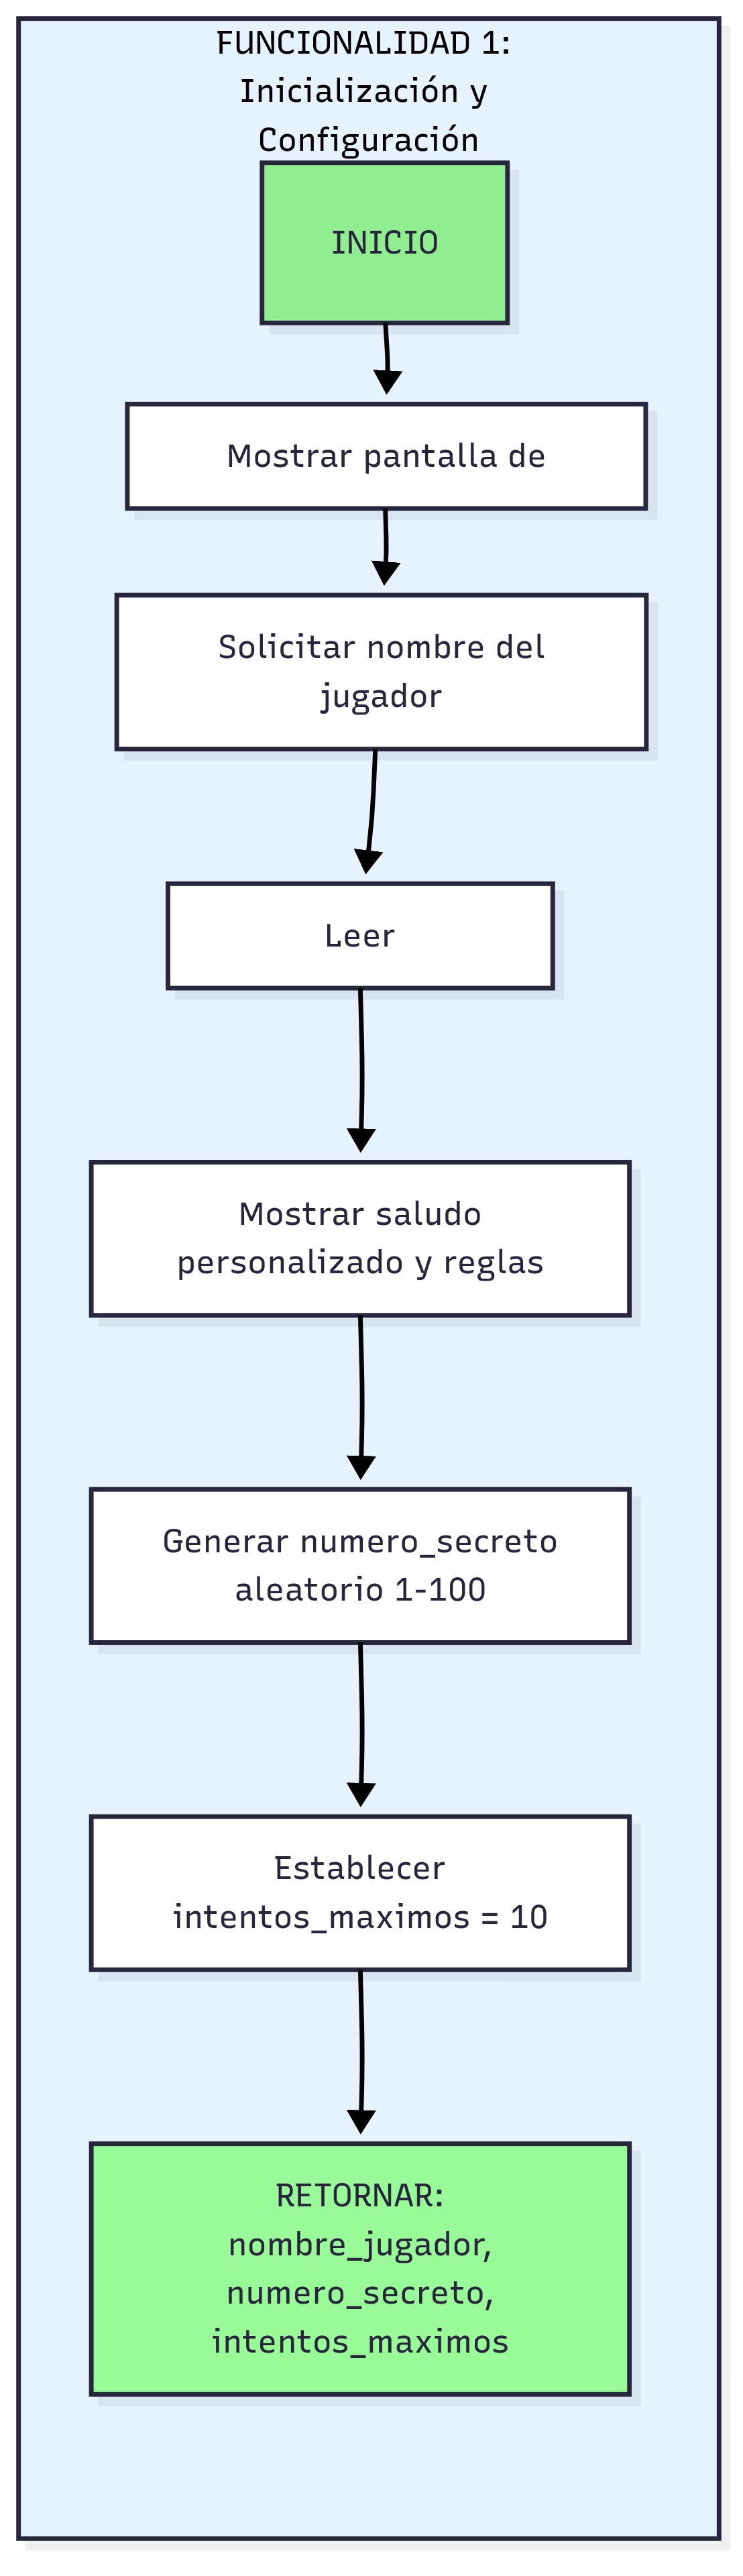 FUNCIONALIDAD 1:
Inicialización y
Configuración
INICIO
Mostrar pantalla de
Solicitar nombre del
jugador
Leer
Mostrar saludo
personalizado y reglas
Generar numero_secreto
aleatorio 1-100
Establecer
intentos_maximos = 10
RETORNAR:
nombre_jugador,
numero_secreto,
intentos_maximos